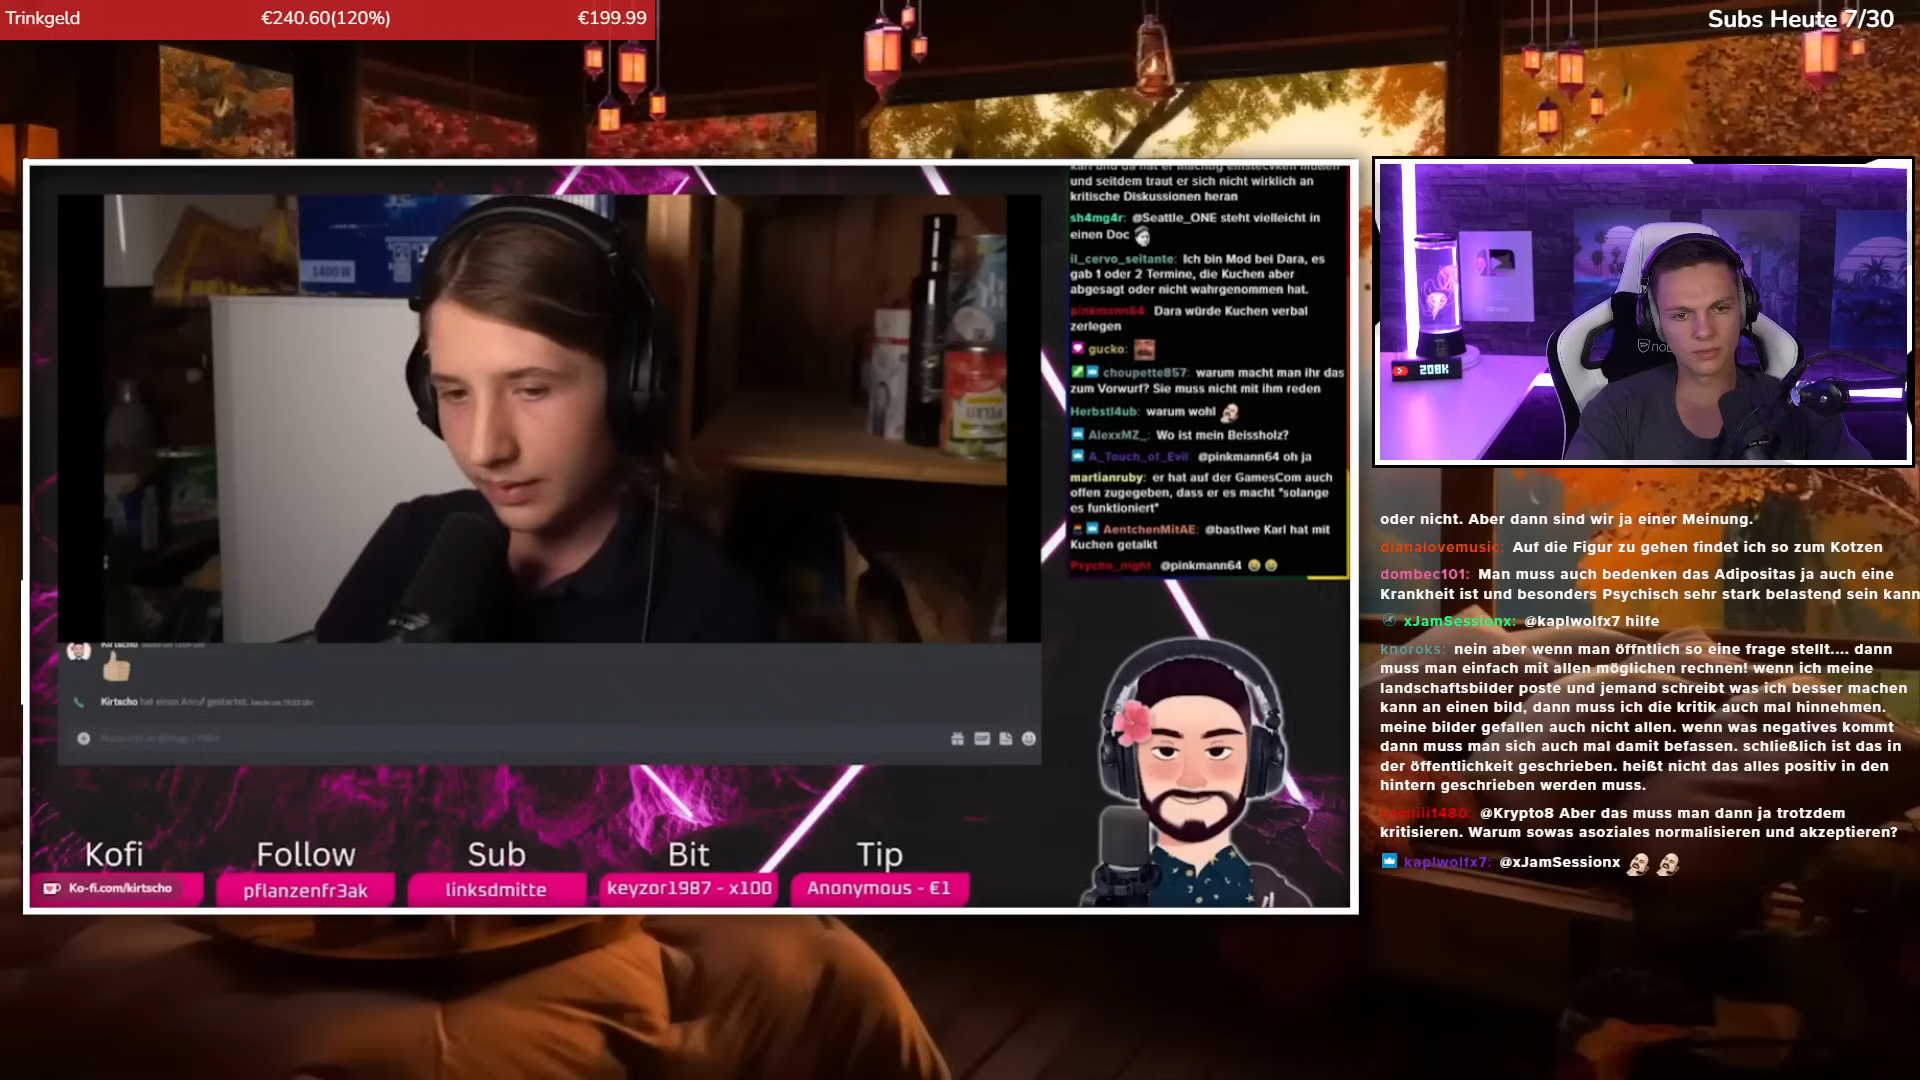 Trinkgeld €240.60(120%) €199.99
Subs Heute 7/30
1400W
und seitdem traut er sich nicht wirklich an
kritische Diskussionen heran
sh4mg4r: @Seattle_ONE steht vielleicht in
einen Doc
il_cervo_seitante: Ich bin Mod bei Dara, es
gab 1 oder 2 Termine, die Kuchen aber
abgesagt oder nicht wahrgenommen hat.
pinkmann64 Dara würde Kuchen verbal
zerlegen
gucko:
choupette857: warum macht man ihr das
zum Vorwurf? Sie muss nicht mit ihm reden
Herbstl4ub: warum wohl
AlexxMZ_: Wo ist mein Beissholz?
A_Touch_of_Evil @pinkmann64 oh ja
martianruby: er hat auf der GamesCom auch
offen zugegeben, dass er es macht "solange
es funktioniert"
AentchenMitAE: @bastlwe Karl hat mit
Kuchen getalkt
Psycho_night @pinkmann64
Kirtscho hat einen Anruf gestartet.
GIF
Kofi Follow Sub Bit Tip
Ko-fi.com/kirtscho pflanzenfr3ak linksdmitte keyzor1987 - x100 Anonymous - €1
208K
oder nicht. Aber dann sind wir ja einer Meinung.
dianalovemusic: Auf die Figur zu gehen findet ich so zum Kotzen
dombec101: Man muss auch bedenken das Adipositas ja auch eine
Krankheit ist und besonders Psychisch sehr stark belastend sein kann
xJamSessionx: @kaplwolfx7 hilfe
knoroks: nein aber wenn man öffntlich so eine frage stellt.... dann
muss man einfach mit allen möglichen rechnen! wenn ich meine
landschaftsbilder poste und jemand schreibt was ich besser machen
kann an einen bild, dann muss ich die kritik auch mal hinnehmen.
meine bilder gefallen auch nicht allen. wenn was negatives kommt
dann muss man sich auch mal damit befassen. schließlich ist das in
der öffentlichkeit geschrieben. heißt nicht das alles positiv in den
hintern geschrieben werden muss.
@Krypto8 Aber das muss man dann ja trotzdem
kritisieren. Warum sowas asoziales normalisieren und akzeptieren?
kaplwolfx7: @xJamSessionx